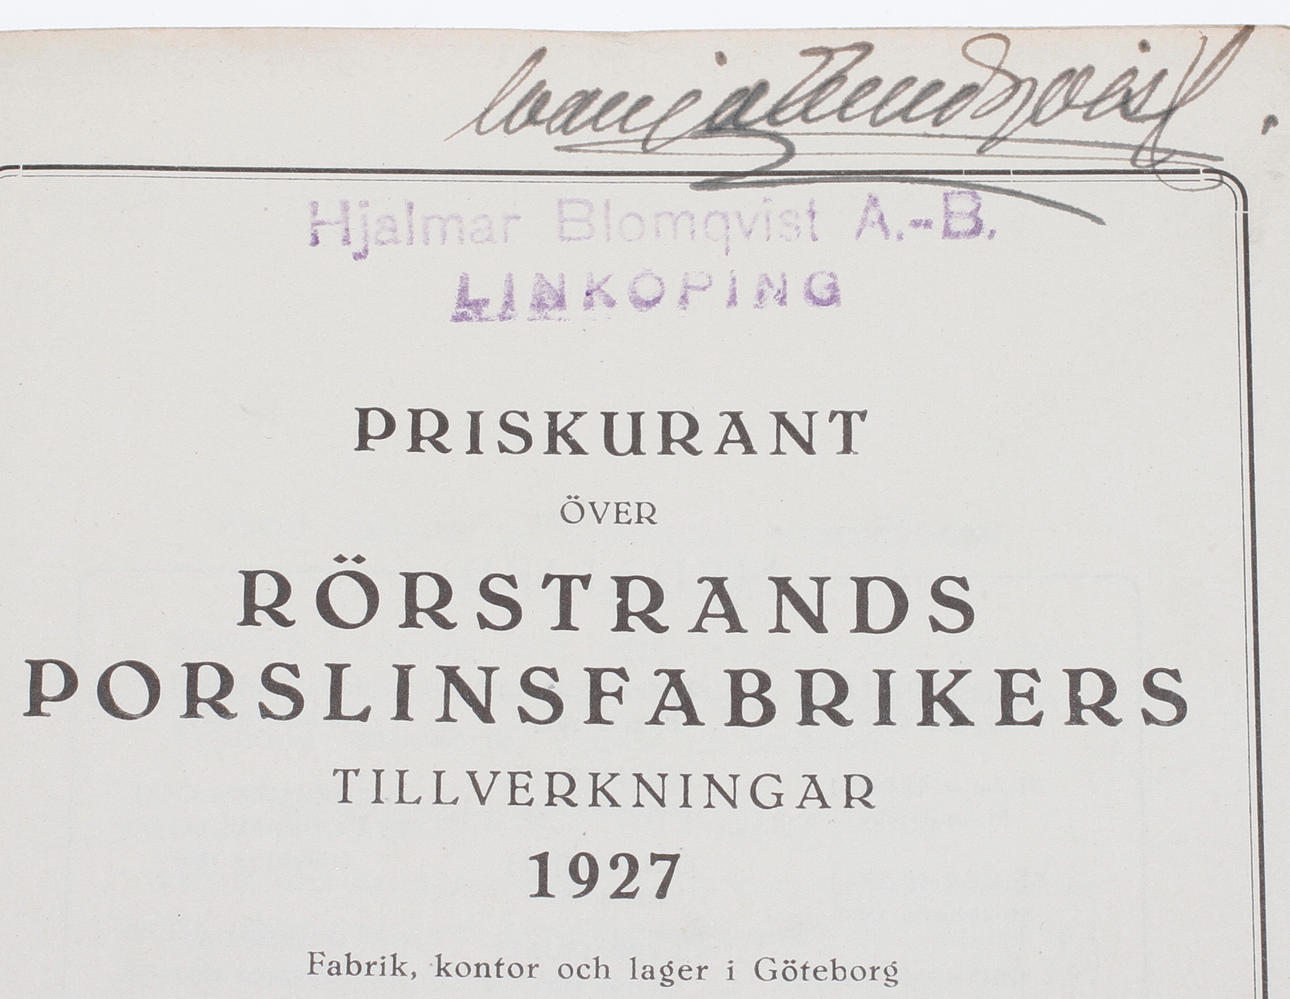 Hjalmar Blomqvist A.-B.
LINKÖPING
PRISKURANT
ÖVER
RÖRSTRANDS
PORSLINSFABRIKERS
TILLVERKNINGAR
1927
Fabrik, kontor och lager i Göteborg